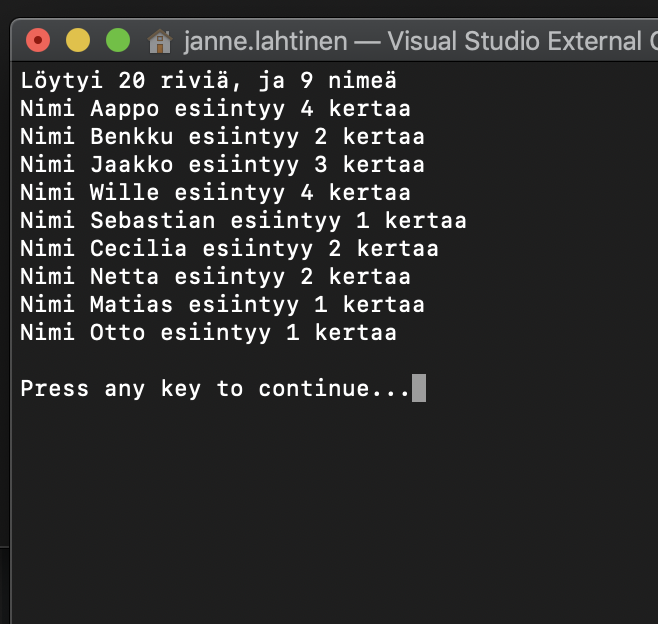 janne.lahtinen — Visual Studio External
Löytyi 20 riviä, ja 9 nimeä
Nimi Aappo esiintyy 4 kertaa
Nimi Benkku esiintyy 2 kertaa
Nimi Jaakko esiintyy 3 kertaa
Nimi Wille esiintyy 4 kertaa
Nimi Sebastian esiintyy 1 kertaa
Nimi Cecilia esiintyy 2 kertaa
Nimi Netta esiintyy 2 kertaa
Nimi Matias esiintyy 1 kertaa
Nimi Otto esiintyy 1 kertaa
Press any key to continue...